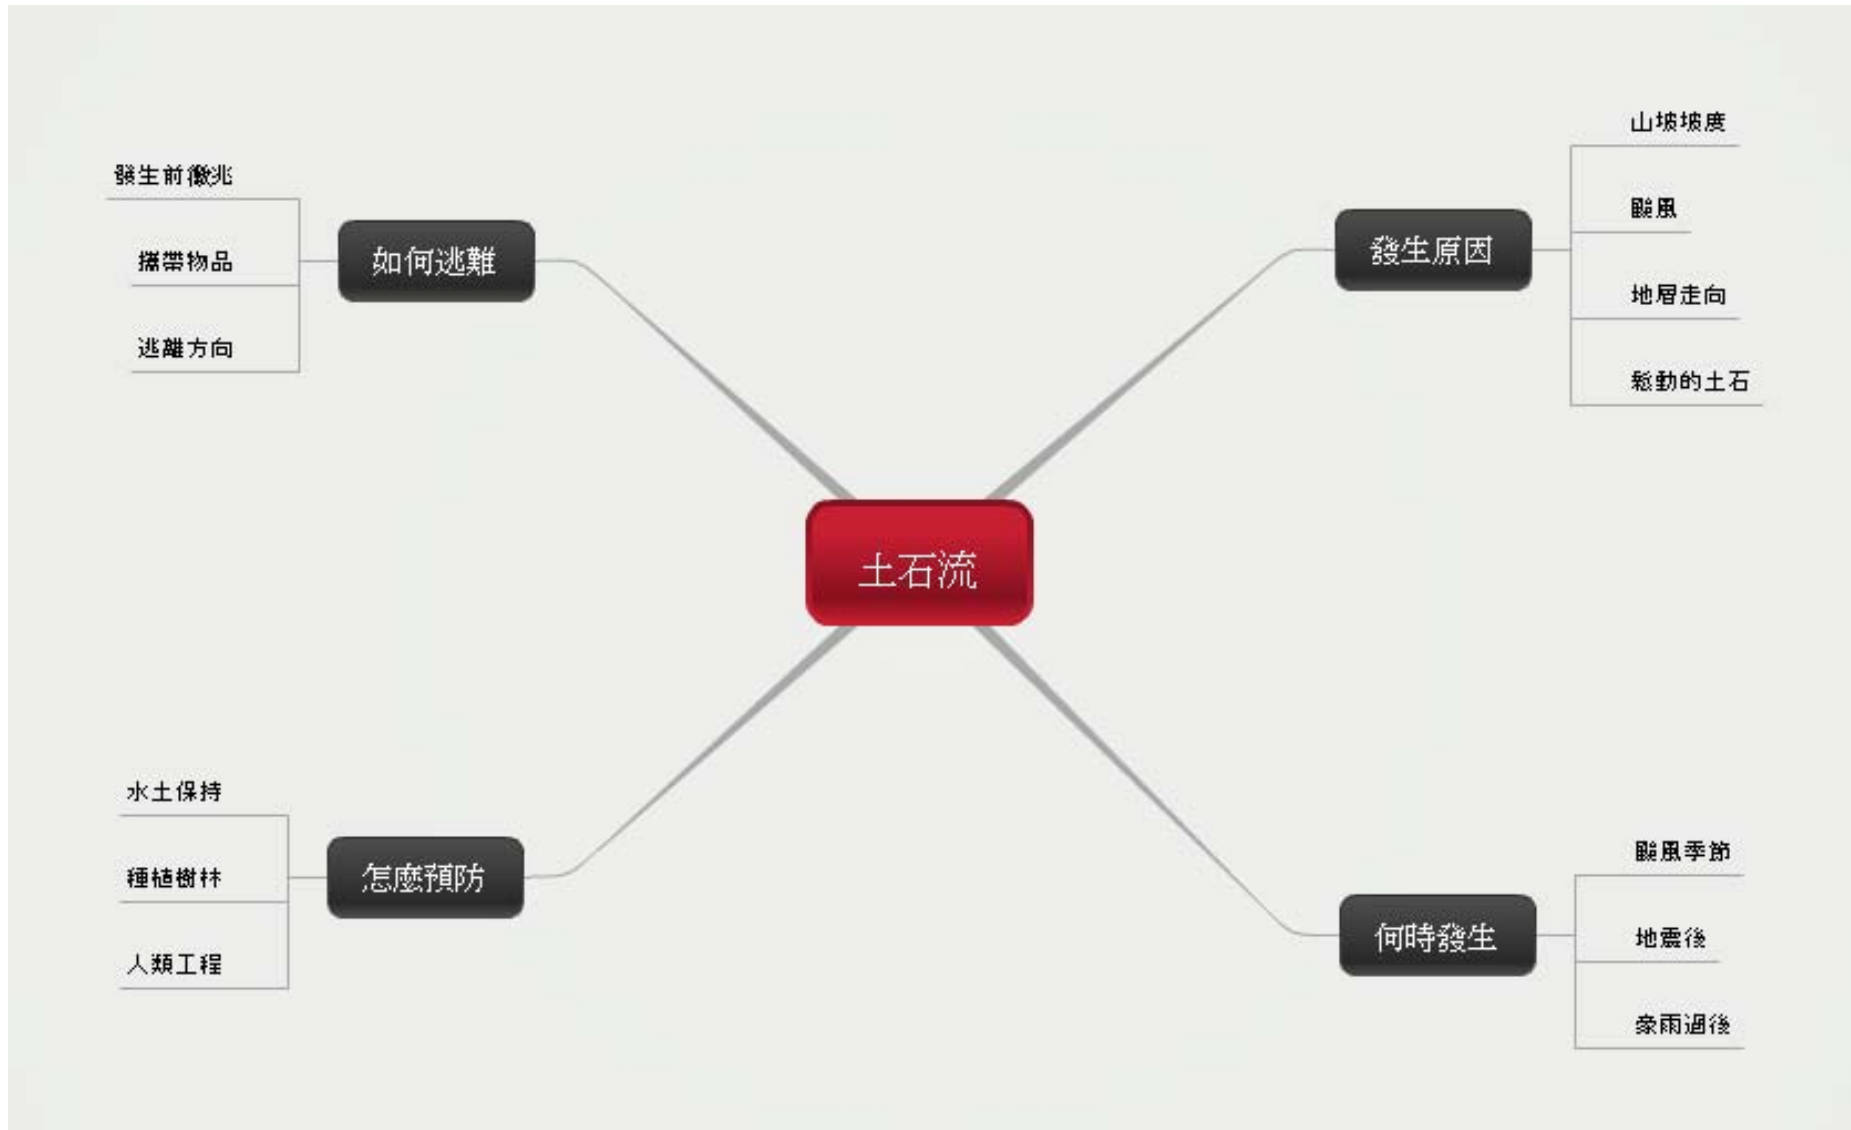 土石流
發生原因
山坡坡度
颱風
地層走向
鬆動的土石
何時發生
颱風季節
地震後
豪雨過後
怎麼預防
水土保持
種植樹林
人類工程
如何逃難
發生前徵兆
攜帶物品
逃離方向